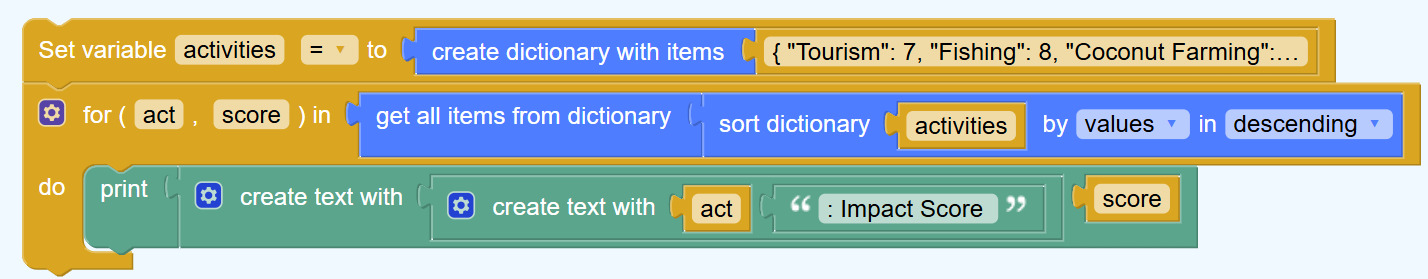 Set variable activities = to create dictionary with items { "Tourism": 7, "Fishing": 8, "Coconut Farming":...
for ( act , score ) in get all items from dictionary sort dictionary activities by values in descending
do print create text with create text with act “ : Impact Score ” score